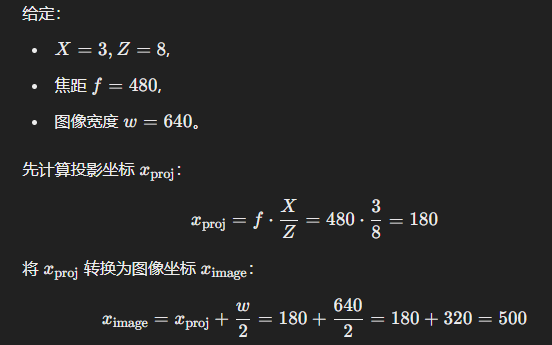 给定：
• X = 3, Z = 8,
• 焦距 f = 480,
• 图像宽度 w = 640。
先计算投影坐标 x_proj：
x_proj = f · X/Z = 480 · 3/8 = 180
将 x_proj 转换为图像坐标 x_image：
x_image = x_proj + w/2 = 180 + 640/2 = 180 + 320 = 500